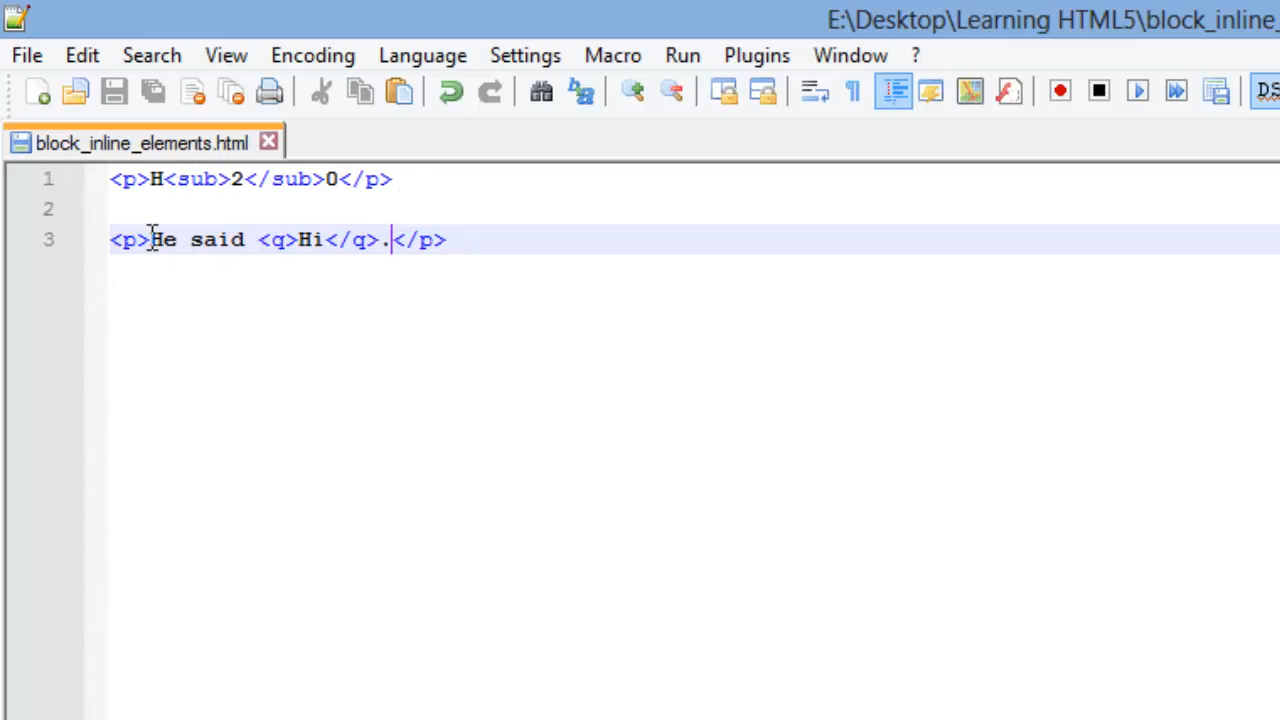 E:\Desktop\Learning HTML5\block_inline_
File Edit Search View Encoding Language Settings Macro Run Plugins Window ?
DS
block_inline_elements.html
1 <p>H<sub>2</sub>0</p>
2
3 <p>He said <q>Hi</q>.</p>